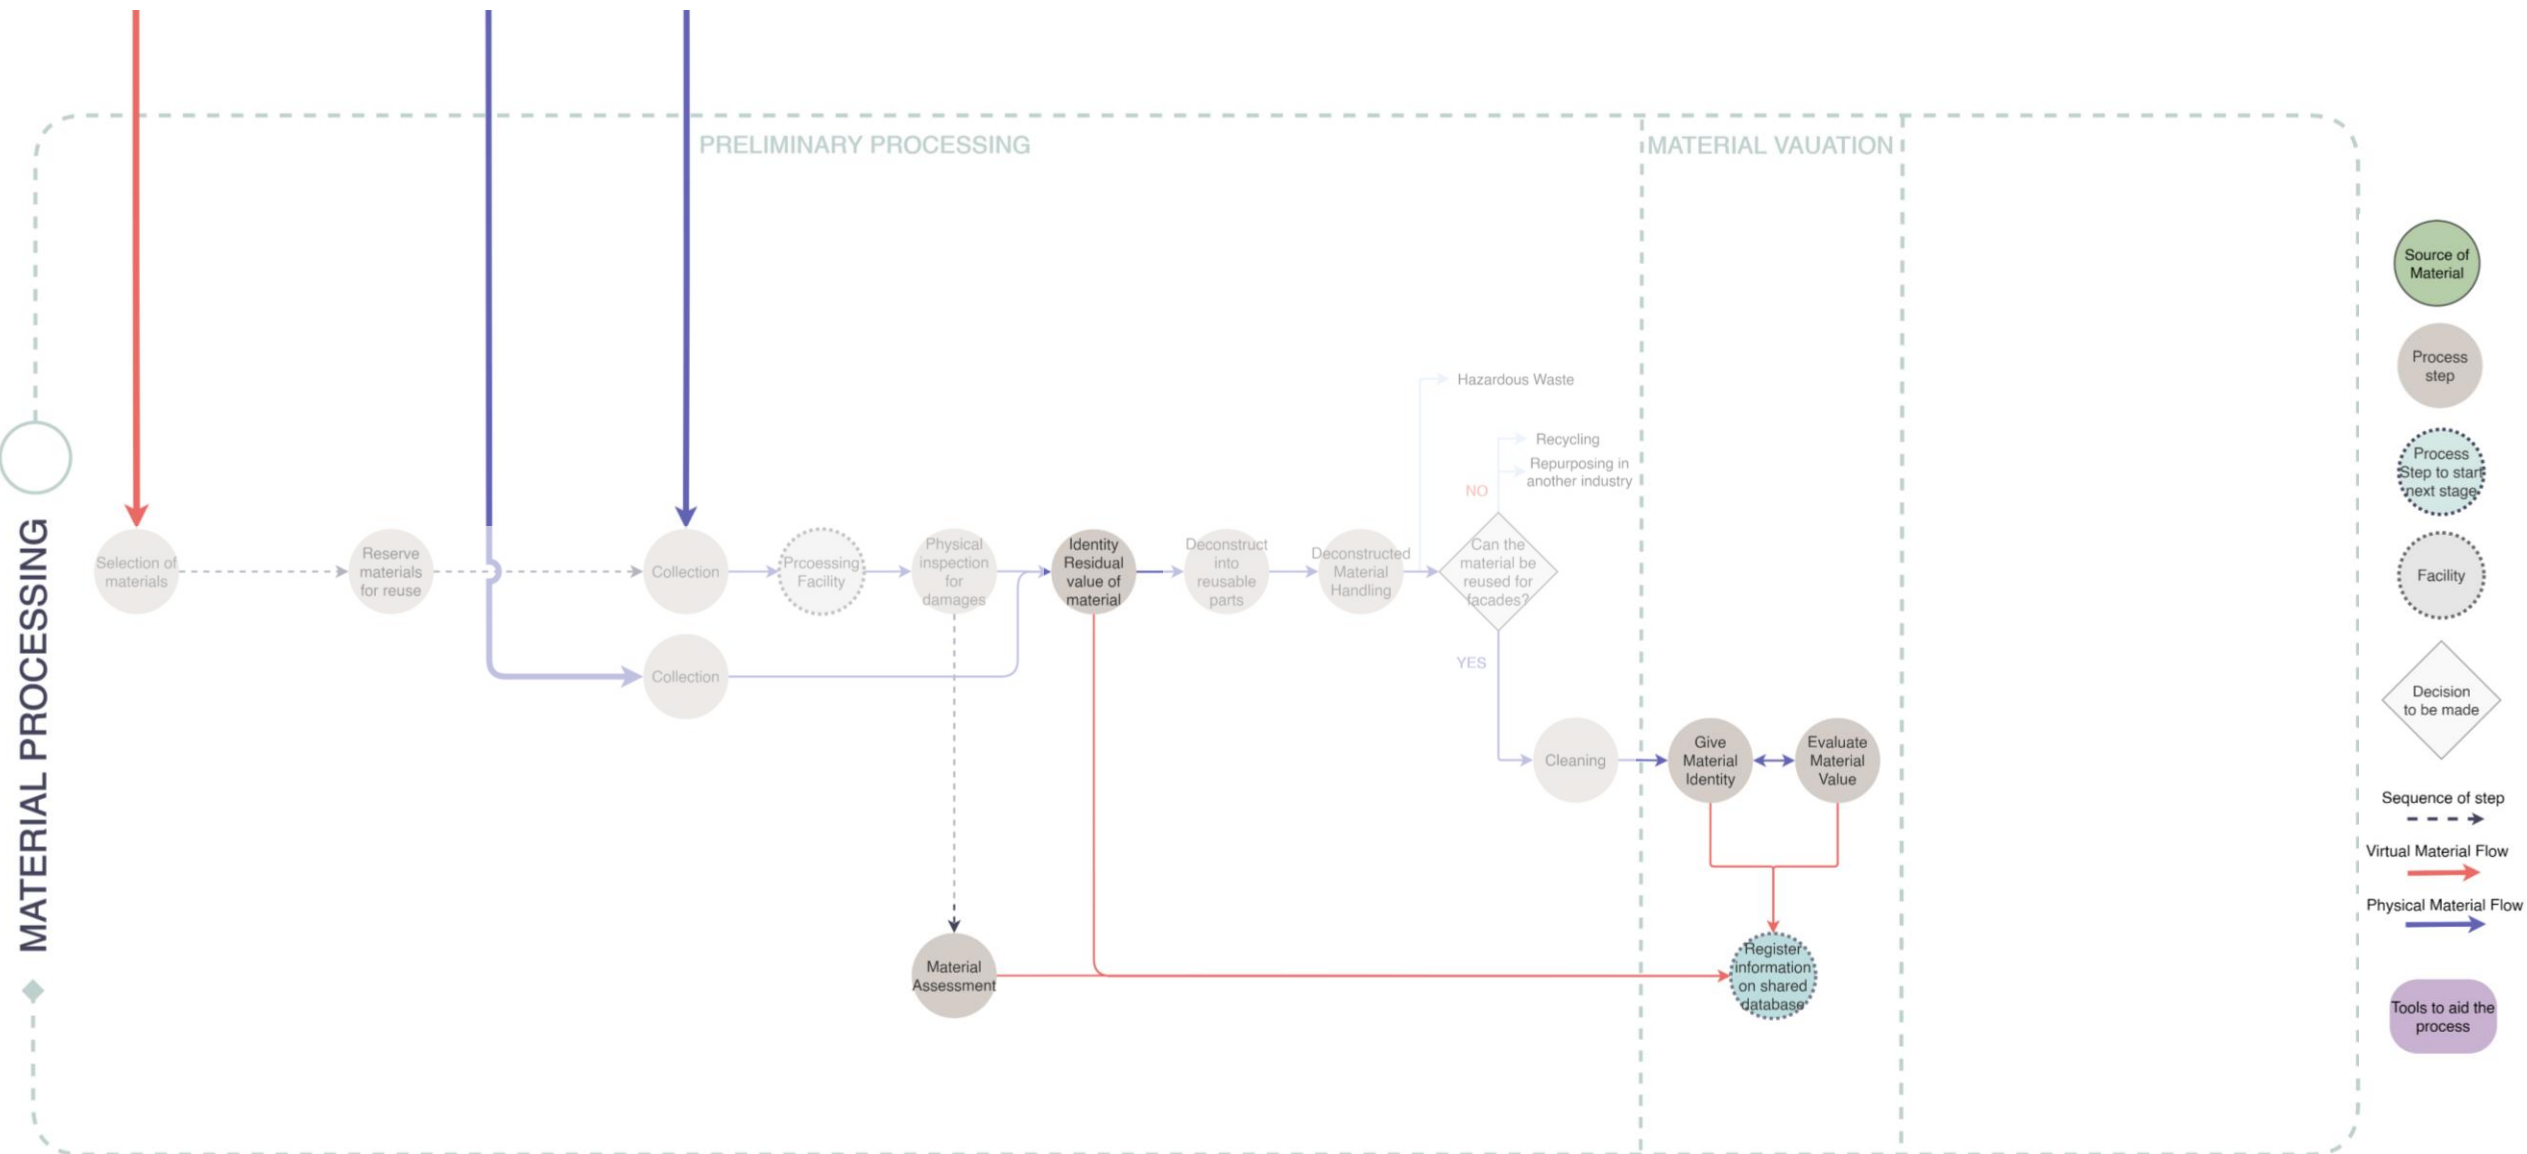 MATERIAL PROCESSING
PRELIMINARY PROCESSING
MATERIAL VAUATION
Selection of
materials
Reserve
materials
for reuse
Collection
Prcoessing
Facility
Physical
inspection
for
damages
Identity
Residual
value of
material
Deconstruct
into
reusable
parts
Deconstructed
Material
Handling
Can the
material be
reused for
facades?
Hazardous Waste
Recycling
Repurposing in
another industry
NO
YES
Collection
Cleaning
Give
Material
Identity
Evaluate
Material
Value
Material
Assessment
Register
information
on shared
database
Source of
Material
Process
step
Process
Step to start
next stage
Facility
Decision
to be made
Sequence of step
Virtual Material Flow
Physical Material Flow
Tools to aid the
process